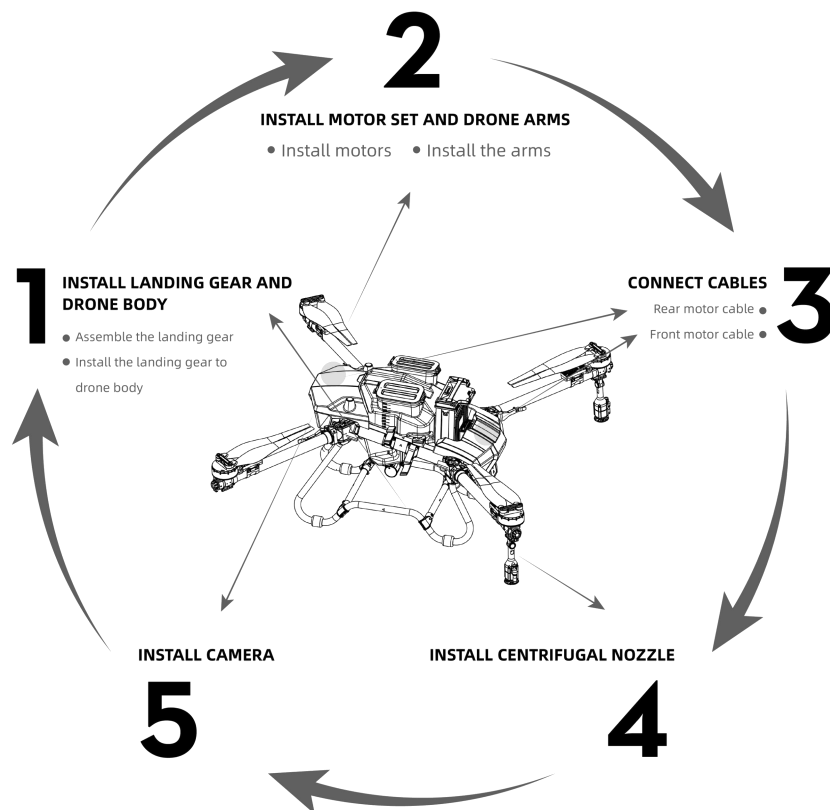 1
INSTALL LANDING GEAR AND
DRONE BODY
● Assemble the landing gear
● Install the landing gear to
drone body
2
INSTALL MOTOR SET AND DRONE ARMS
● Install motors ● Install the arms
3
CONNECT CABLES
Rear motor cable ●
Front motor cable ●
4
INSTALL CENTRIFUGAL NOZZLE
5
INSTALL CAMERA